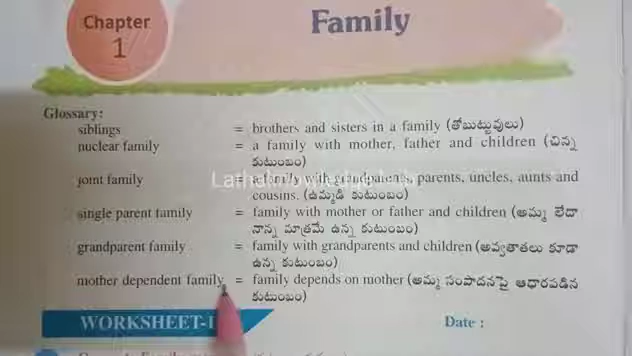 Chapter
1
Family
Glossary:
siblings = brothers and sisters in a family (తోబుట్టువులు)
nuclear family = a family with mother, father and children (చిన్న
కుటుంబం)
joint family = a family with grandparents, parents, uncles, aunts and
cousins. (ఉమ్మడి కుటుంబం)
single parent family = family with mother or father and children (అమ్మ లేదా
నాన్న మాత్రమే ఉన్న కుటుంబం)
grandparent family = family with grandparents and children (అవ్వతాతలు కూడా
ఉన్న కుటుంబం)
mother dependent family = family depends on mother (అమ్మ సంపాదనపై ఆధారపడిన
కుటుంబం)
WORKSHEET-1
Date :